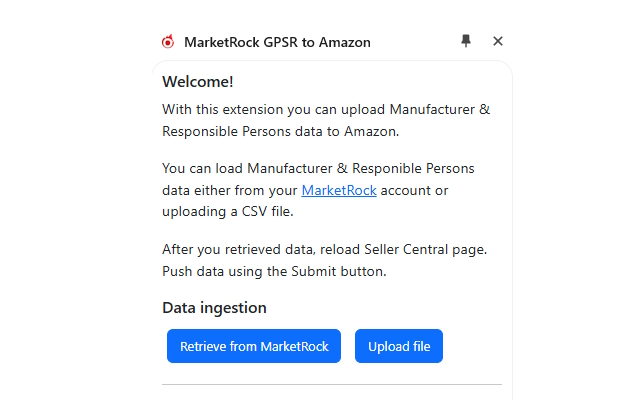 MarketRock GPSR to Amazon
Welcome!
With this extension you can upload Manufacturer &
Responsible Persons data to Amazon.
You can load Manufacturer & Responible Persons
data either from your MarketRock account or
uploading a CSV file.
After you retrieved data, reload Seller Central page.
Push data using the Submit button.
Data ingestion
Retrieve from MarketRock Upload file